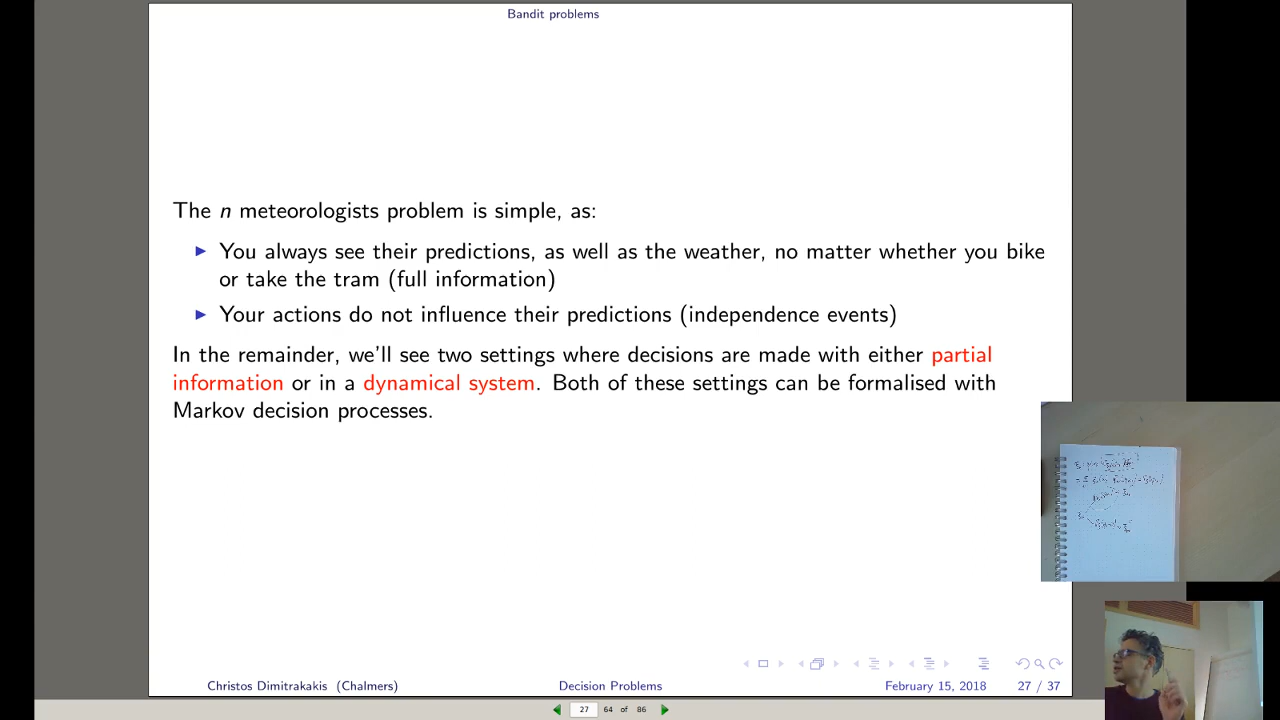 Bandit problems
The n meteorologists problem is simple, as:
You always see their predictions, as well as the weather, no matter whether you bike
or take the tram (full information)
Your actions do not influence their predictions (independence events)
In the remainder, we'll see two settings where decisions are made with either partial
information or in a dynamical system. Both of these settings can be formalised with
Markov decision processes.
Christos Dimitrakakis (Chalmers) Decision Problems February 15, 2018 27 / 37
27 64 of 86